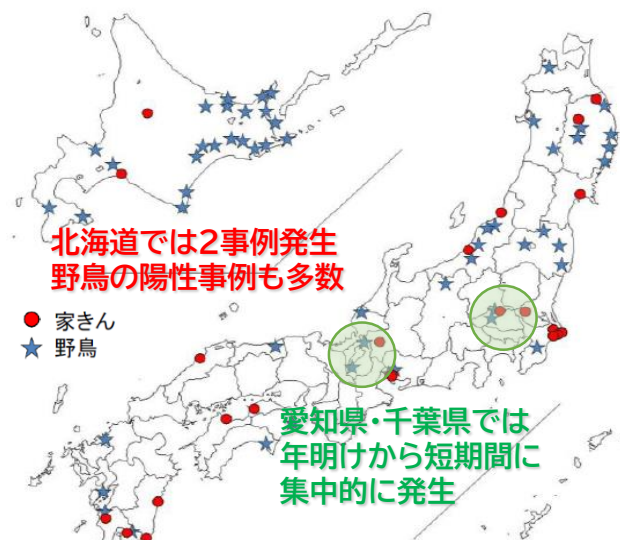 北海道では2事例発生
野鳥の陽性事例も多数
家きん
野鳥
愛知県・千葉県では
年明けから短期間に
集中的に発生